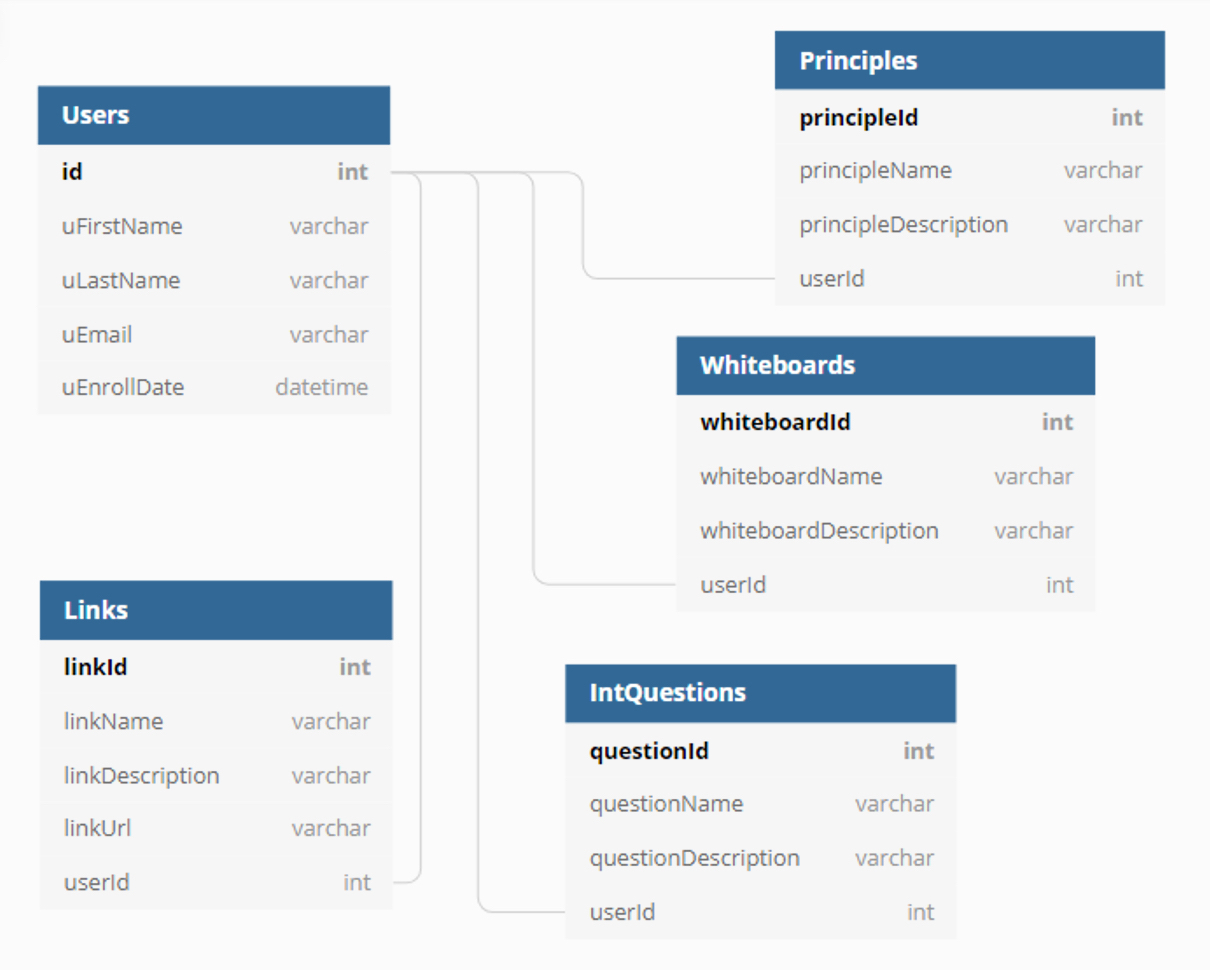 Users
id int
uFirstName varchar
uLastName varchar
uEmail varchar
uEnrollDate datetime
Principles
principleId int
principleName varchar
principleDescription varchar
userId int
Whiteboards
whiteboardId int
whiteboardName varchar
whiteboardDescription varchar
userId int
Links
linkId int
linkName varchar
linkDescription varchar
linkUrl varchar
userId int
IntQuestions
questionId int
questionName varchar
questionDescription varchar
userId int